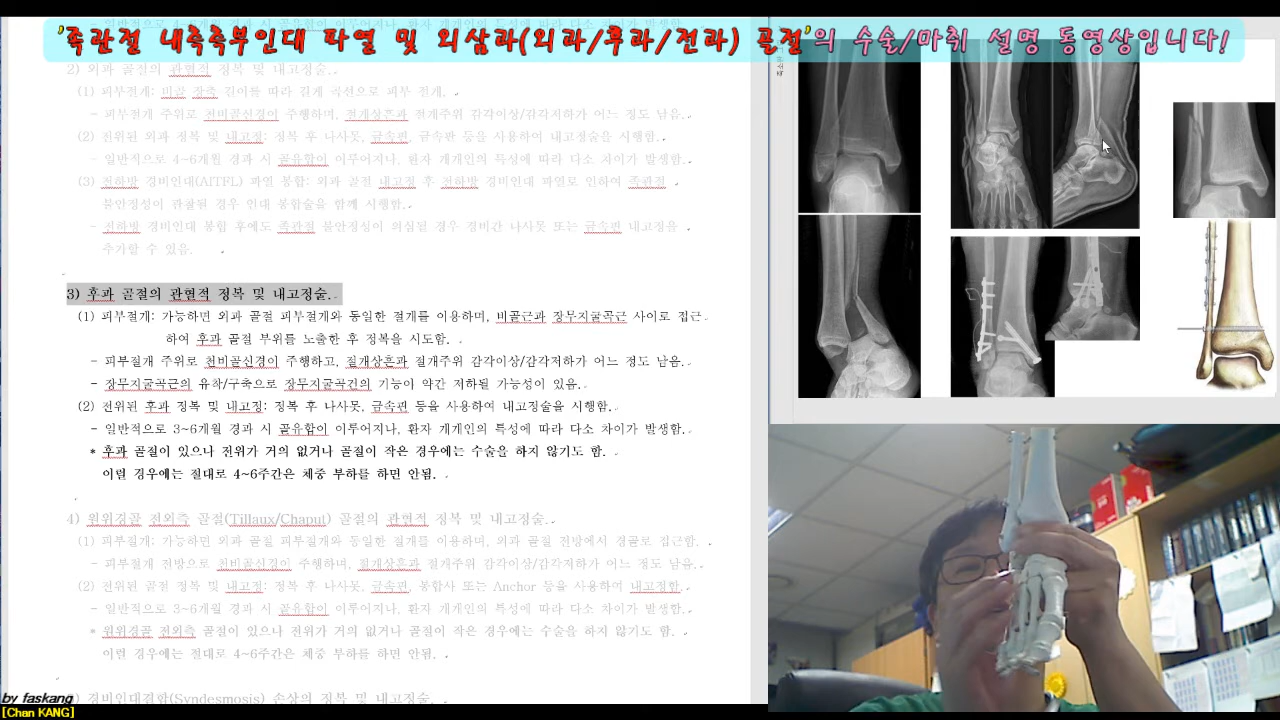 '족관절 내측측부인대 파열 및 외삼과(외과/후과/전과) 골절'의 수술/마취 설명 동영상입니다!
2) 외과 골절의 관혈적 정복 및 내고정술.
(1) 피부절개: 비골 장축 길이를 따라 길게 곡선으로 피부 절개.
- 피부절개 주위로 천비골신경이 주행하며, 절개상흔과 절개주위 감각이상/감각저하가 어느 정도 남음.
(2) 전위된 외과 정복 및 내고정: 정복 후 나사못, 금속핀, 금속판 등을 사용하여 내고정술을 시행함.
- 일반적으로 4~6개월 경과 시 골유합이 이루어지나, 환자 개개인의 특성에 따라 다소 차이가 발생함.
(3) 전하방 경비인대(AITFL) 파열 봉합: 외과 골절 내고정 후 전하방 경비인대 파열로 인하여 족관절
불안정성이 관찰된 경우 인대 봉합술을 함께 시행함.
- 전하방 경비인대 봉합 후에도 족관절 불안정성이 의심될 경우 경비간 나사못 또는 금속판 내고정을
추가할 수 있음.
3) 후과 골절의 관혈적 정복 및 내고정술.
(1) 피부절개: 가능하면 외과 골절 피부절개와 동일한 절개를 이용하며, 비골근과 장무지굴곡근 사이로 접근
하여 후과 골절 부위를 노출한 후 정복을 시도함.
- 피부절개 주위로 천비골신경이 주행하고, 절개상흔과 절개주위 감각이상/감각저하가 어느 정도 남음.
- 장무지굴곡근의 유착/구축으로 장무지굴곡건의 기능이 약간 저하될 가능성이 있음.
(2) 전위된 후과 정복 및 내고정: 정복 후 나사못, 금속핀 등을 사용하여 내고정술을 시행함.
- 일반적으로 3~6개월 경과 시 골유합이 이루어지나, 환자 개개인의 특성에 따라 다소 차이가 발생함.
* 후과 골절이 있으나 전위가 거의 없거나 골절이 작은 경우에는 수술을 하지 않기도 함.
이럴 경우에는 절대로 4~6주간은 체중 부하를 하면 안됨.
4) 원위경골 전외측 골절(Tillaux/Chaput) 골절의 관혈적 정복 및 내고정술.
(1) 피부절개: 가능하면 외과 골절 피부절개와 동일한 절개를 이용하며, 외과 골절 전방에서 경골로 접근함.
- 피부절개 전방으로 천비골신경이 주행하며, 절개상흔과 절개주위 감각이상/감각저하가 어느 정도 남음.
(2) 전위된 골절 정복 및 내고정: 정복 후 나사못, 금속핀, 봉합사 또는 Anchor 등을 사용하여 내고정함.
- 일반적으로 3~6개월 경과 시 골유합이 이루어지나, 환자 개개인의 특성에 따라 다소 차이가 발생함.
* 원위경골 전외측 골절이 있으나 전위가 거의 없거나 골절이 작은 경우에는 수술을 하지 않기도 함.
이럴 경우에는 절대로 4~6주간은 체중 부하를 하면 안됨.
) 경비인대결합(Syndesmosis) 손상의 정복 및 내고정술.
by faskang
[Chan KANG]